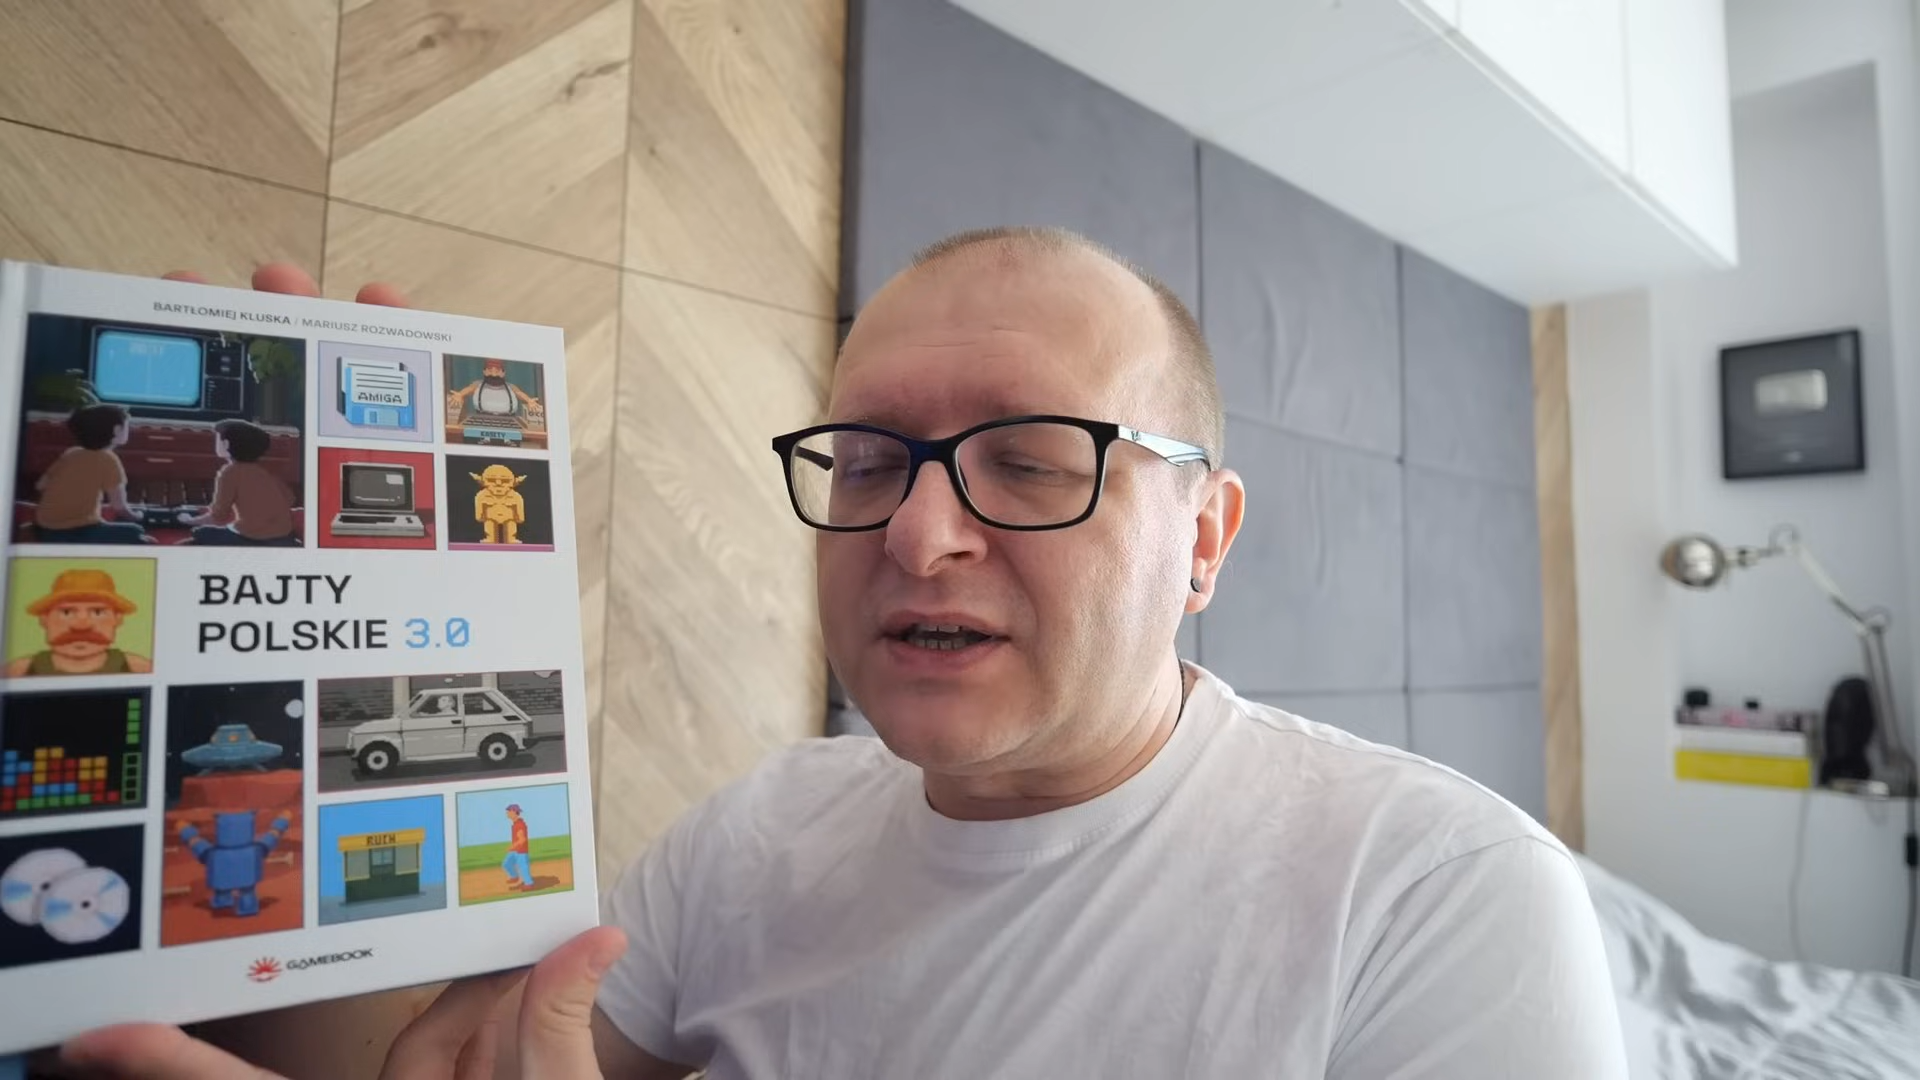 BARTŁOMIEJ KLUSKA / MARIUSZ ROZWADOWSKI
AMIGA
BAJTY
POLSKIE 3.0
RUCH
GAMEBOOK